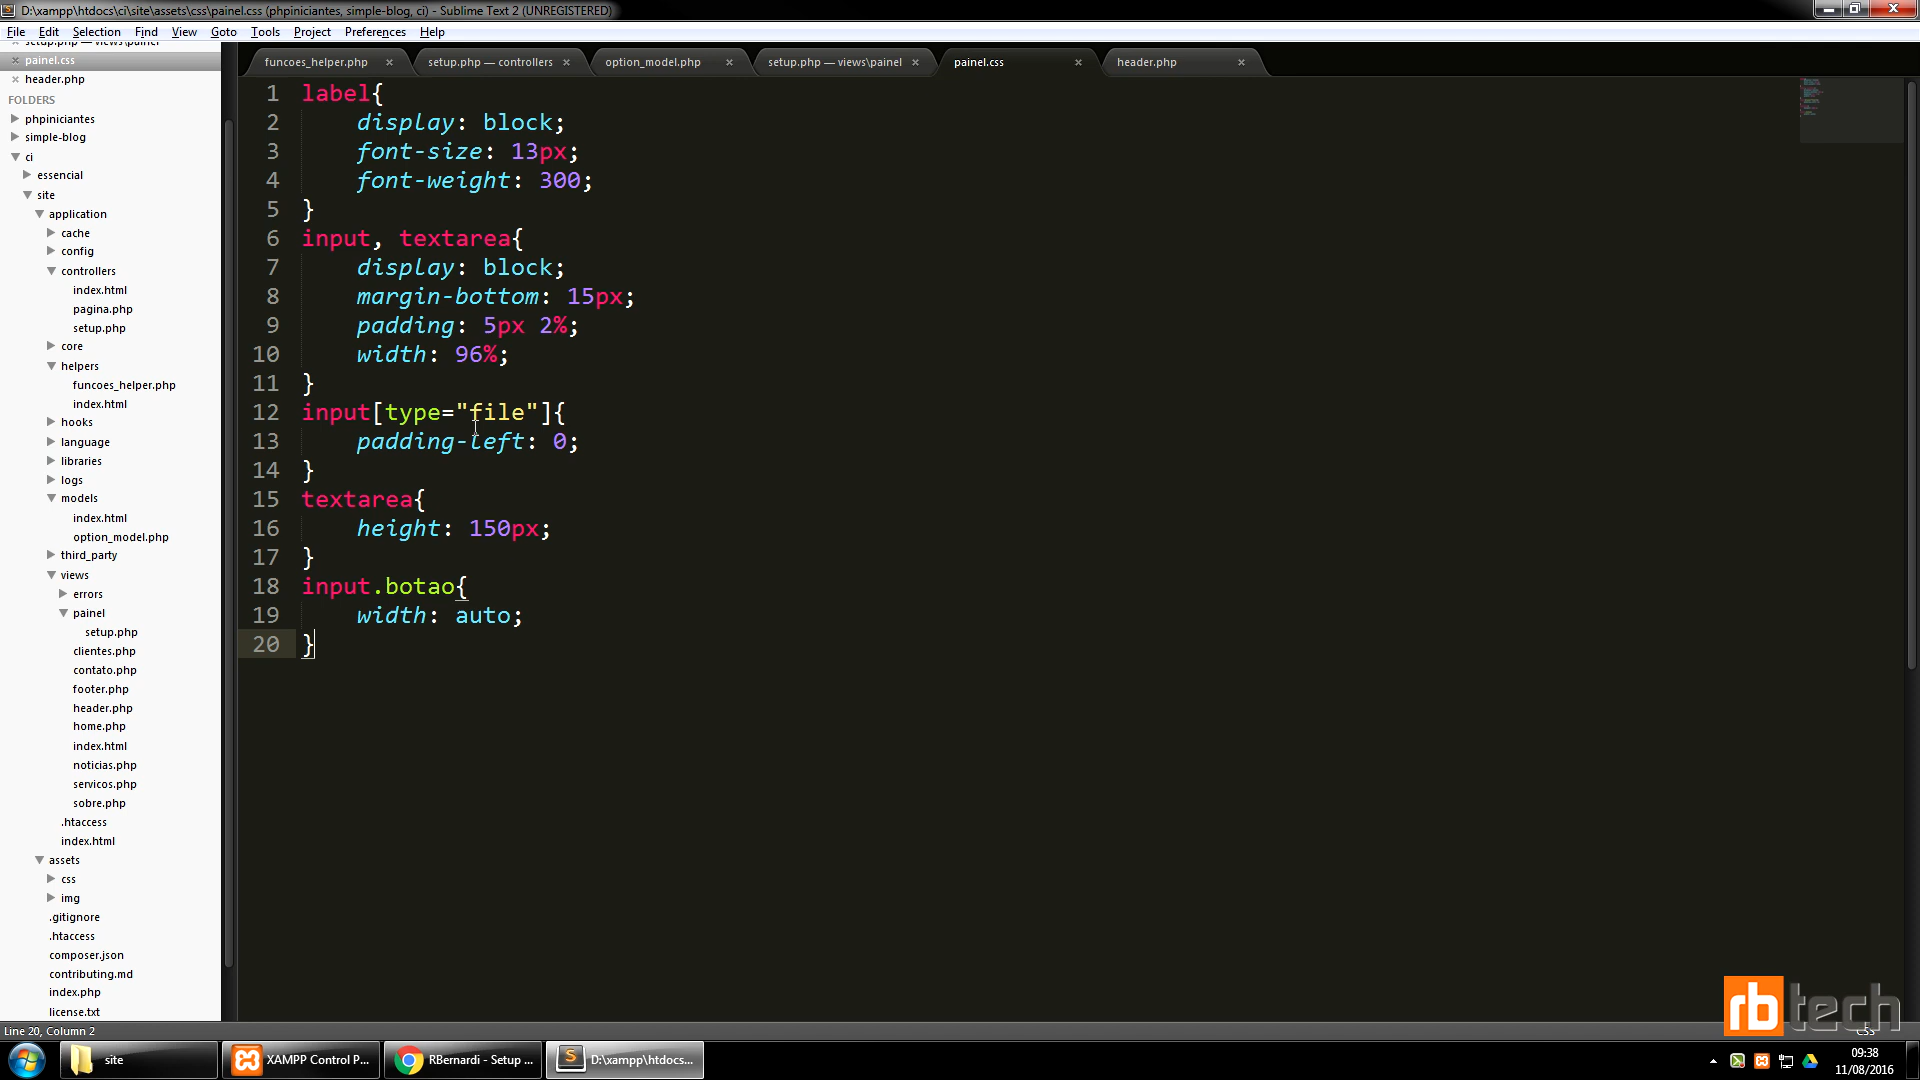 D:\xampp\htdocs\ci\site\assets\css\painel.css (phpiniciantes, simple-blog, ci) - Sublime Text 2 (UNREGISTERED)
File Edit Selection Find View Goto Tools Project Preferences Help
setup.php — views\painel
painel.css
header.php
FOLDERS
phpiniciantes
simple-blog
ci
essencial
site
application
cache
config
controllers
index.html
pagina.php
setup.php
core
helpers
funcoes_helper.php
index.html
hooks
language
libraries
logs
models
index.html
option_model.php
third_party
views
errors
painel
setup.php
clientes.php
contato.php
footer.php
header.php
home.php
index.html
noticias.php
servicos.php
sobre.php
.htaccess
index.html
assets
css
img
.gitignore
.htaccess
composer.json
contributing.md
index.php
license.txt
funcoes_helper.php setup.php — controllers option_model.php setup.php — views\painel painel.css header.php
1 label{
2 display: block;
3 font-size: 13px;
4 font-weight: 300;
5 }
6 input, textarea{
7 display: block;
8 margin-bottom: 15px;
9 padding: 5px 2%;
10 width: 96%;
11 }
12 input[type="file"]{
13 padding-left: 0;
14 }
15 textarea{
16 height: 150px;
17 }
18 input.botao{
19 width: auto;
20 }
rbtech
Line 20, Column 2
CSS
site
XAMPP Control P...
RBernardi - Setup ...
D:\xampp\htdocs...
09:38
11/08/2016